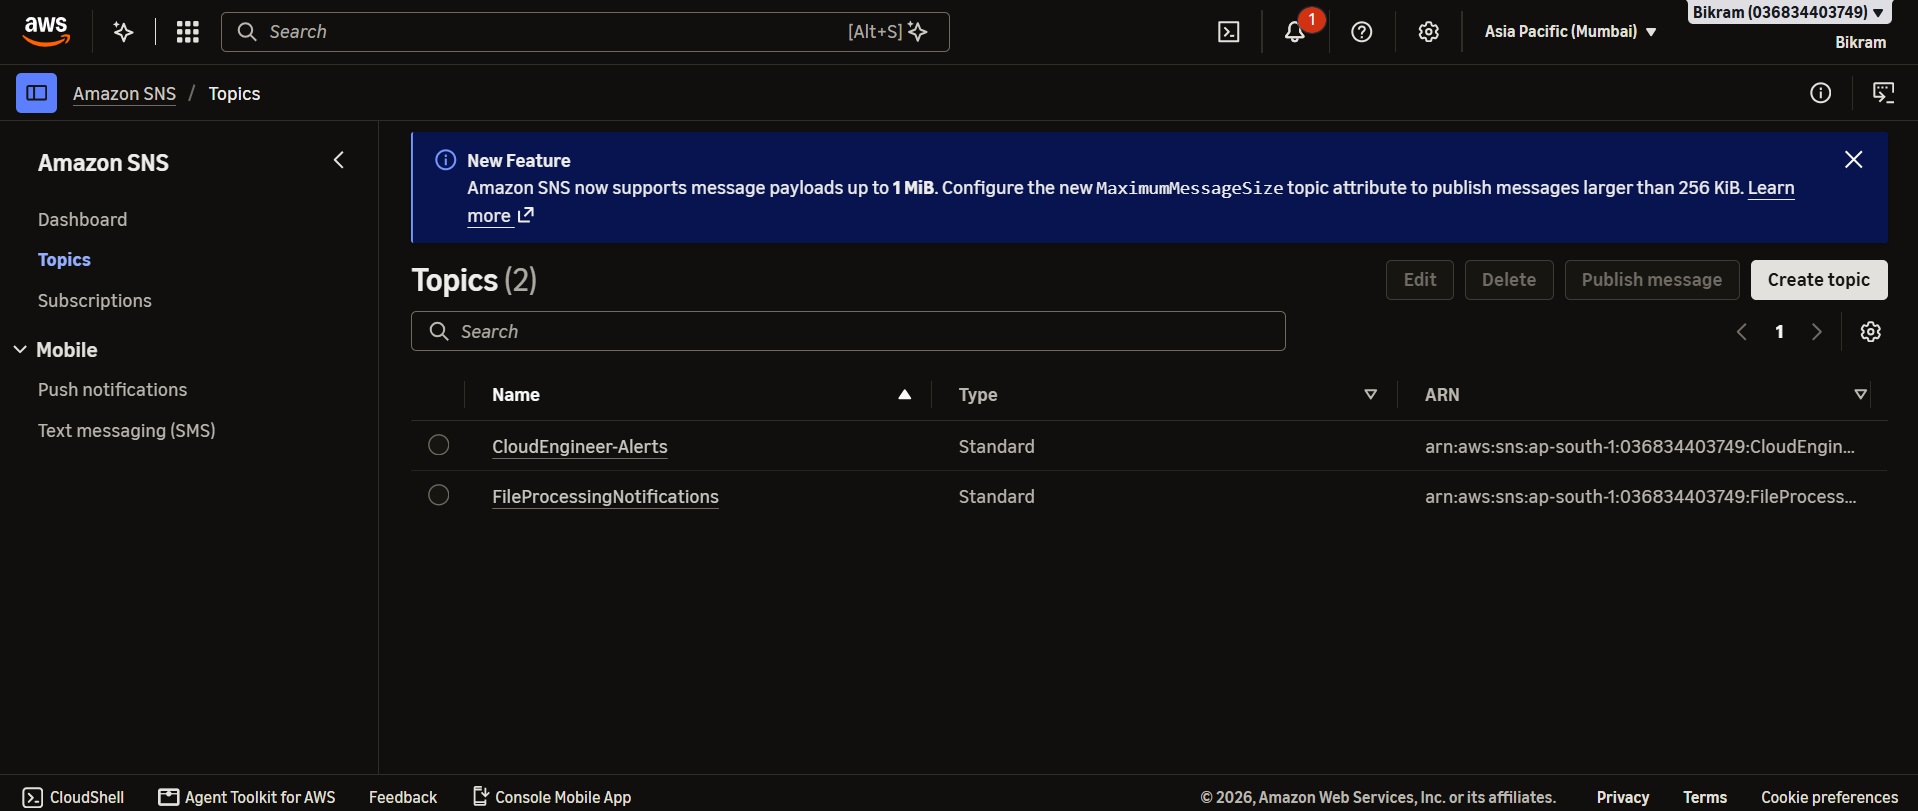 aws
Search
[Alt+S]
1
Asia Pacific (Mumbai)
Bikram (036834403749)
Bikram
Amazon SNS / Topics
Amazon SNS
Dashboard
Topics
Subscriptions
Mobile
Push notifications
Text messaging (SMS)
New Feature
Amazon SNS now supports message payloads up to 1 MiB. Configure the new MaximumMessageSize topic attribute to publish messages larger than 256 KiB. Learn
more
Topics (2)
Edit
Delete
Publish message
Create topic
Search
1
Name
Type
ARN
CloudEngineer-Alerts
Standard
arn:aws:sns:ap-south-1:036834403749:CloudEngin...
FileProcessingNotifications
Standard
arn:aws:sns:ap-south-1:036834403749:FileProcess...
CloudShell
Agent Toolkit for AWS
Feedback
Console Mobile App
© 2026, Amazon Web Services, Inc. or its affiliates.
Privacy
Terms
Cookie preferences